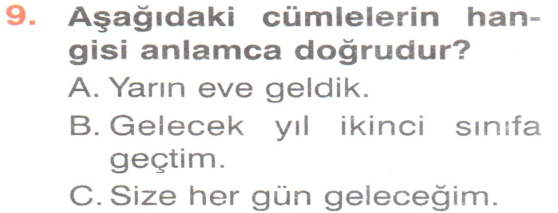 9. Aşağıdaki cümlelerin han-
gisi anlamca doğrudur?
A. Yarın eve geldik.
B. Gelecek yıl ikinci sınıfa
geçtim.
C. Size her gün geleceğim.